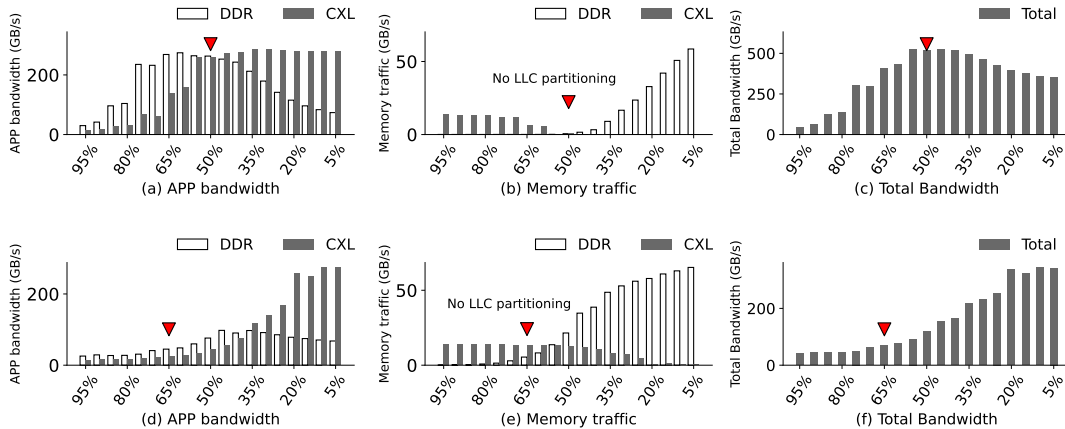 DDR CXL
APP bandwidth (GB/s)
200
0
95% 80% 65% 50% 35% 20% 5%
(a) APP bandwidth
DDR CXL
Memory traffic (GB/s)
50
0
No LLC partitioning
95% 80% 65% 50% 35% 20% 5%
(b) Memory traffic
Total
Total Bandwidth (GB/s)
500
250
0
95% 80% 65% 50% 35% 20% 5%
(c) Total Bandwidth
DDR CXL
APP bandwidth (GB/s)
200
0
95% 80% 65% 50% 35% 20% 5%
(d) APP bandwidth
DDR CXL
Memory traffic (GB/s)
50
0
No LLC partitioning
95% 80% 65% 50% 35% 20% 5%
(e) Memory traffic
Total
Total Bandwidth (GB/s)
200
0
95% 80% 65% 50% 35% 20% 5%
(f) Total Bandwidth